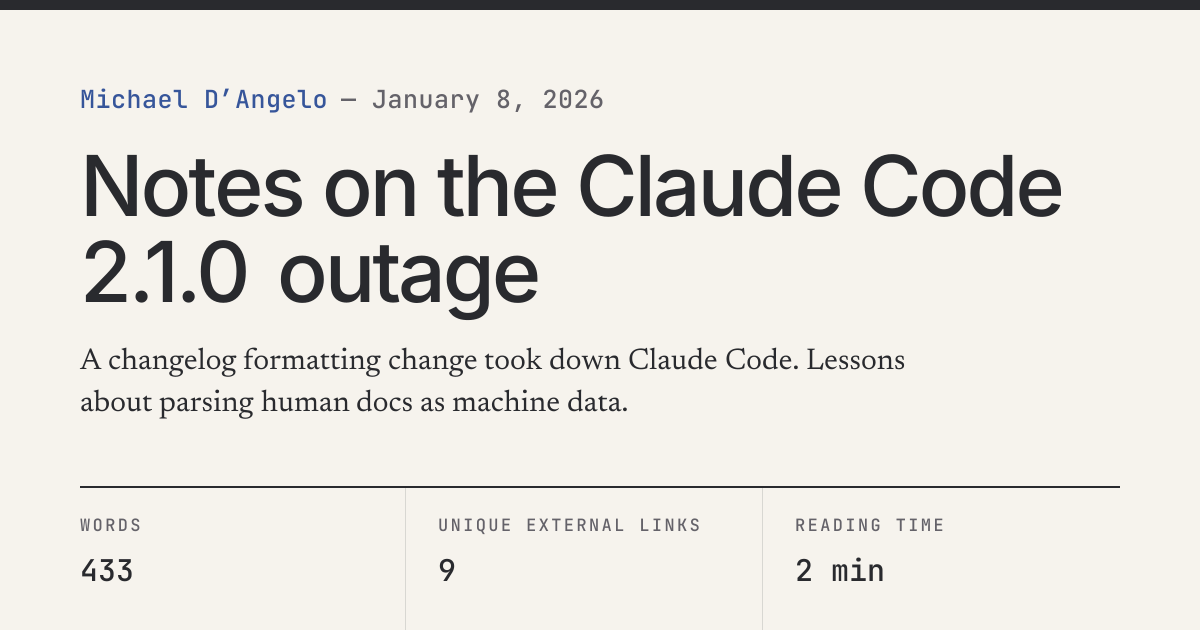 Michael D’Angelo — January 8, 2026
Notes on the Claude Code
2.1.0 outage
A changelog formatting change took down Claude Code. Lessons
about parsing human docs as machine data.
WORDS
433
UNIQUE EXTERNAL LINKS
9
READING TIME
2 min